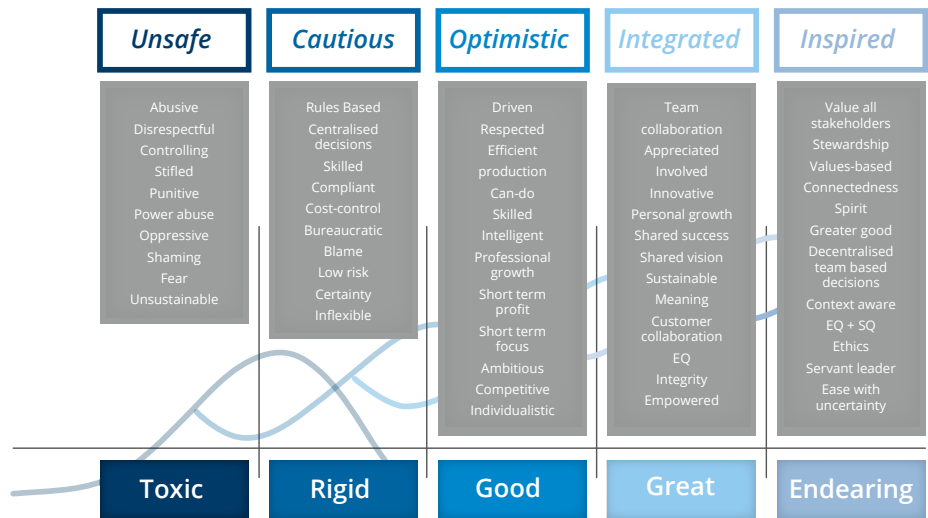 Unsafe
Cautious
Optimistic
Integrated
Inspired
Abusive
Disrespectful
Controlling
Stifled
Punitive
Power abuse
Oppressive
Shaming
Fear
Unsustainable
Rules Based
Centralised
decisions
Skilled
Compliant
Cost-control
Bureaucratic
Blame
Low risk
Certainty
Inflexible
Driven
Respected
Efficient
production
Can-do
Skilled
Intelligent
Professional
growth
Short term
profit
Short term
focus
Ambitious
Competitive
Individualistic
Team
collaboration
Appreciated
Involved
Innovative
Personal growth
Shared success
Shared vision
Sustainable
Meaning
Customer
collaboration
EQ
Integrity
Empowered
Value all
stakeholders
Stewardship
Values-based
Connectedness
Spirit
Greater good
Decentralised
team based
decisions
Context aware
EQ + SQ
Ethics
Servant leader
Ease with
uncertainty
Toxic
Rigid
Good
Great
Endearing